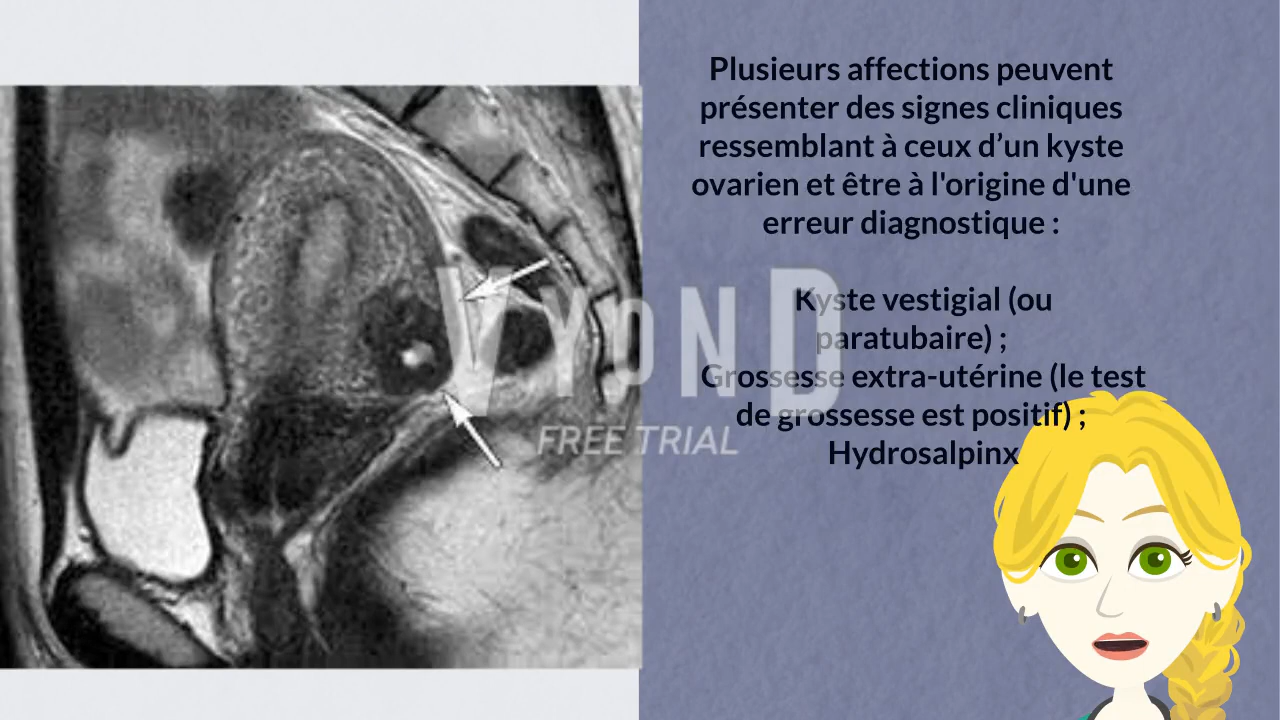 Plusieurs affections peuvent
présenter des signes cliniques
ressemblant à ceux d’un kyste
ovarien et être à l'origine d'une
erreur diagnostique :
Kyste vestigial (ou
paratubaire) ;
Grossesse extra-utérine (le test
de grossesse est positif) ;
Hydrosalpinx
VYOND
FREE TRIAL